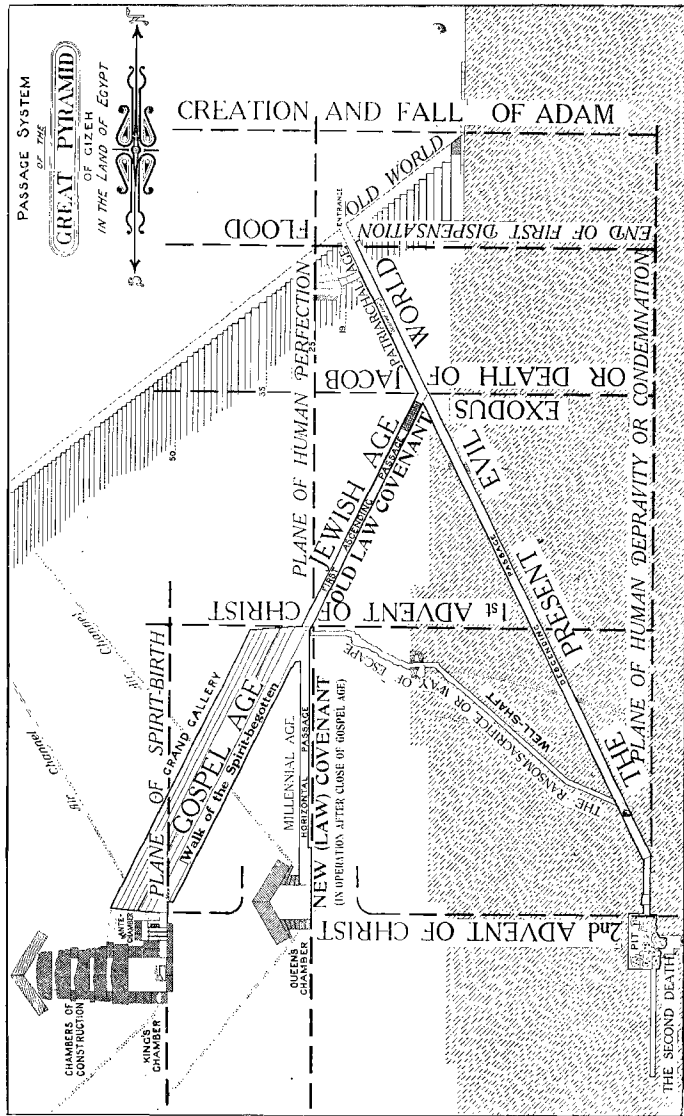 PASSAGE SYSTEM
OF THE
GREAT PYRAMID
OF GIZEH
IN THE LAND OF EGYPT
N
S
CREATION AND FALL OF ADAM
OLD WORLD
ENTRANCE
FLOOD
END OF FIRST DISPENSATION
PLANE OF HUMAN PERFECTION
19
25
35
50
PATRIARCHAL AGE
OR DEATH OF JACOB
EXODUS
JEWISH AGE
FIRST ASCENDING PASSAGE
OLD LAW COVENANT
THE PRESENT EVIL WORLD
DESCENDING PASSAGE
PLANE OF HUMAN DEPRAVITY OR CONDEMNATION
1st ADVENT OF CHRIST
Air Channel
Air Channel
PLANE OF SPIRIT-BIRTH
GRAND GALLERY
GOSPEL AGE
Walk of the Spirit-begotten
MILLENNIAL AGE
HORIZONTAL PASSAGE
NEW (LAW) COVENANT
(IN OPERATION AFTER CLOSE OF GOSPEL AGE)
THE RANSOM SACRIFICE OR WAY OF ESCAPE
WELL-SHAFT
2nd ADVENT OF CHRIST
ANTE-
CHAMBER
CHAMBERS OF
CONSTRUCTION
KING'S
CHAMBER
QUEENS
CHAMBER
PIT
THE SECOND DEATH